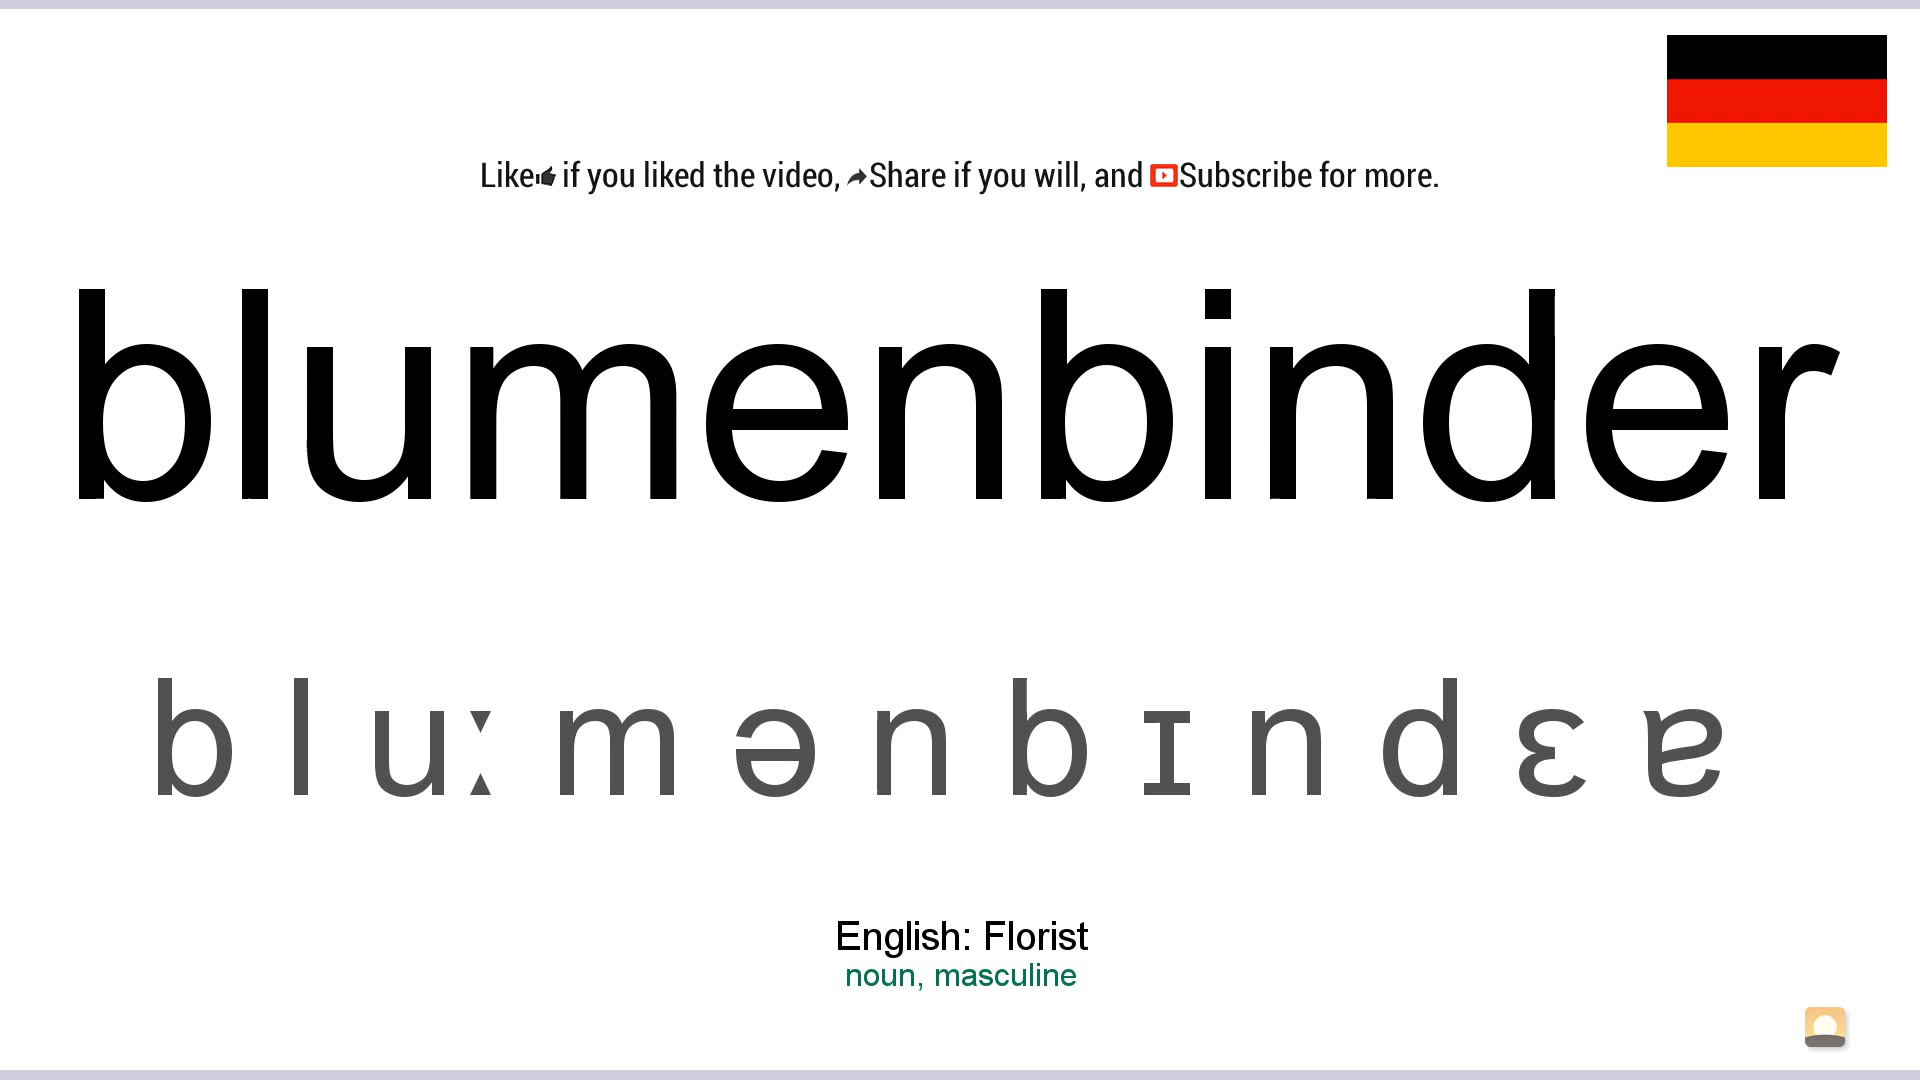 Like if you liked the video, Share if you will, and Subscribe for more.
blumenbinder
b l uː m ə n b ɪ n d ɛ ɐ
English: Florist
noun, masculine